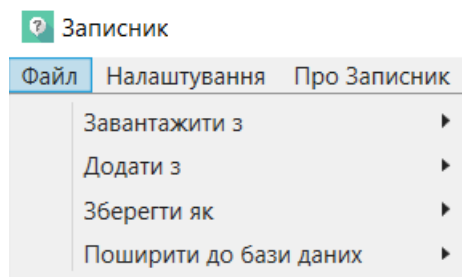 Записник
Файл Налаштування Про Записник
Завантажити з
Додати з
Зберегти як
Поширити до бази даних